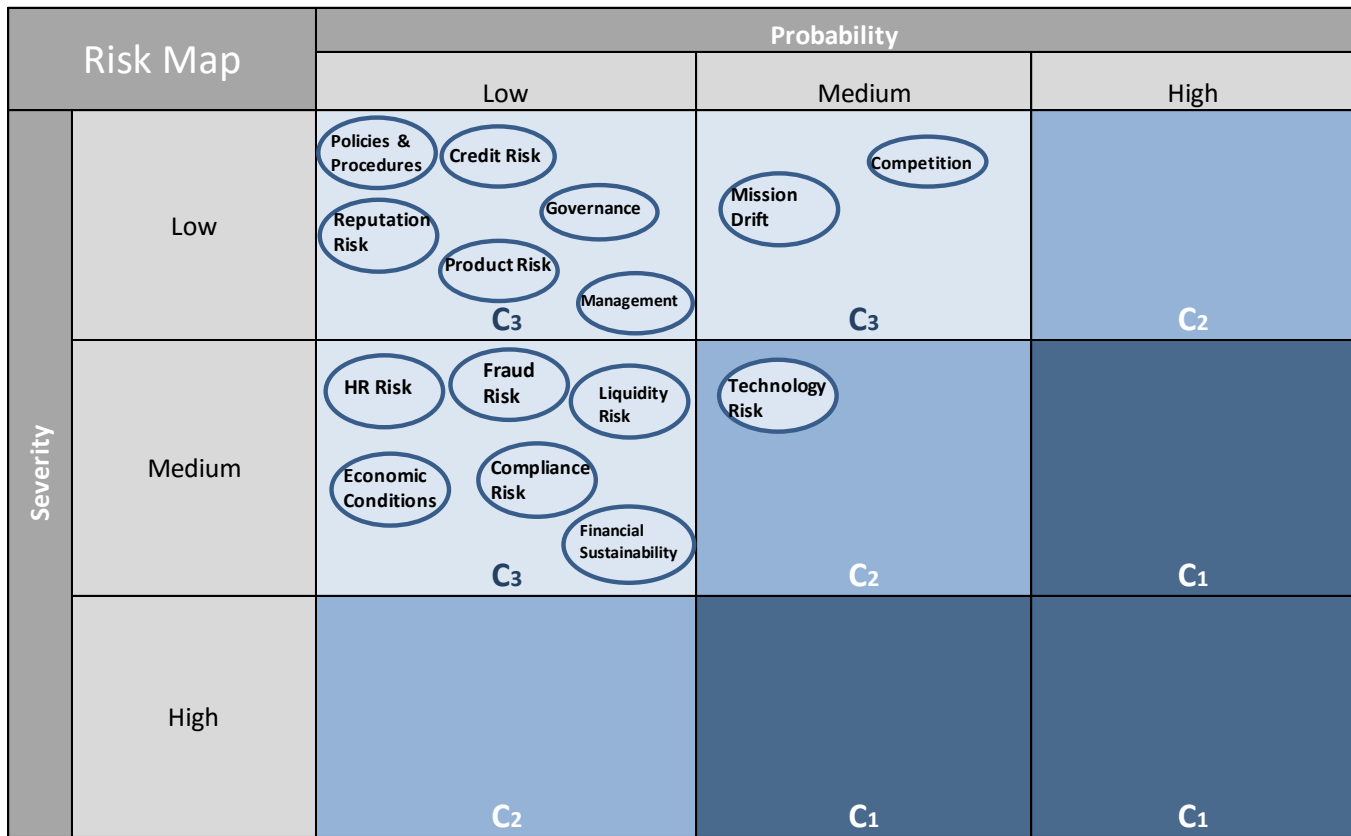 Risk Map
Probability
Low
Medium
High
Severity
Low
Policies &
Procedures
Credit Risk
Governance
Reputation
Risk
Product Risk
Management
C3
Competition
Mission
Drift
C3
C2
Medium
HR Risk
Fraud
Risk
Liquidity
Risk
Economic
Conditions
Compliance
Risk
Financial
Sustainability
C3
Technology
Risk
C2
C1
High
C2
C1
C1